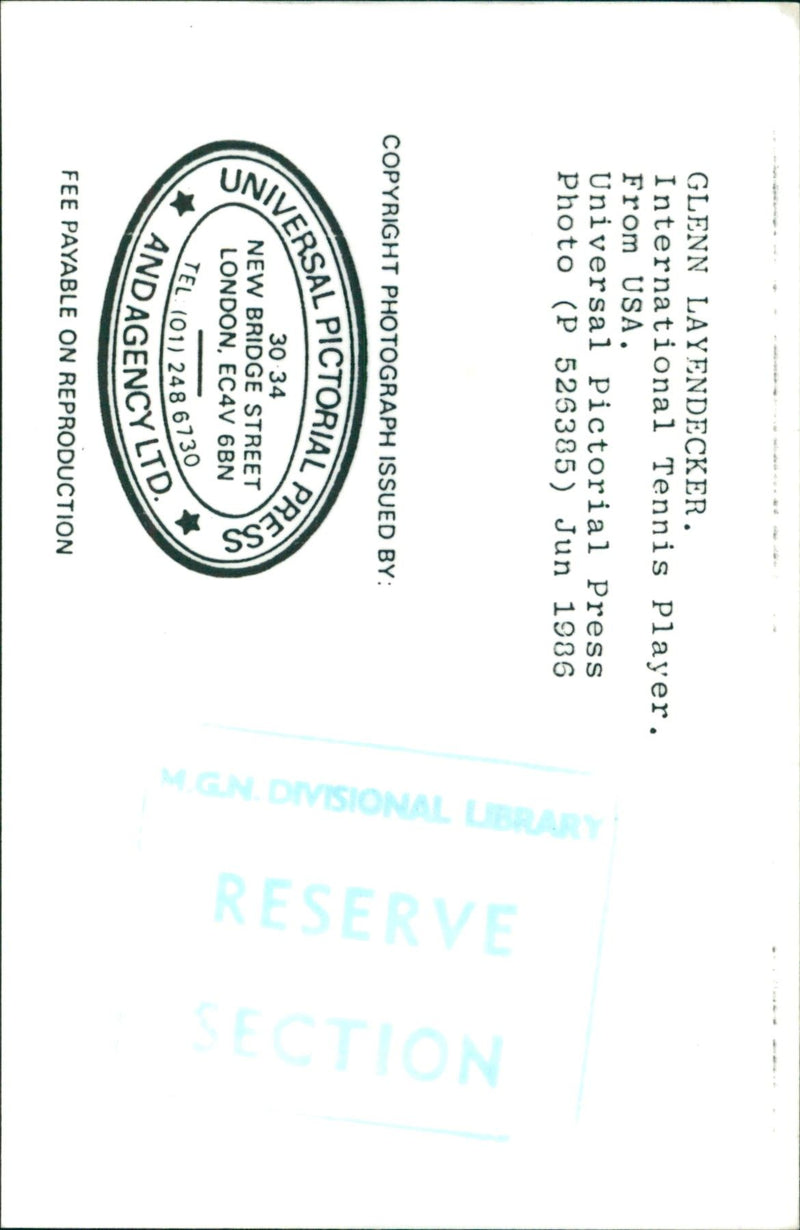 GLENN LAYENDECKER.
International Tennis Player.
From USA.
Universal Pictorial Press
Photo (P 526385) Jun 1986
COPYRIGHT PHOTOGRAPH ISSUED BY:
UNIVERSAL PICTORIAL PRESS
30·34
NEW BRIDGE STREET
LONDON, EC4V 6BN
TEL: (01) 248 6730
AND AGENCY LTD.
FEE PAYABLE ON REPRODUCTION
M.G.N. DIVISIONAL LIBRARY
RESERVE
SECTION